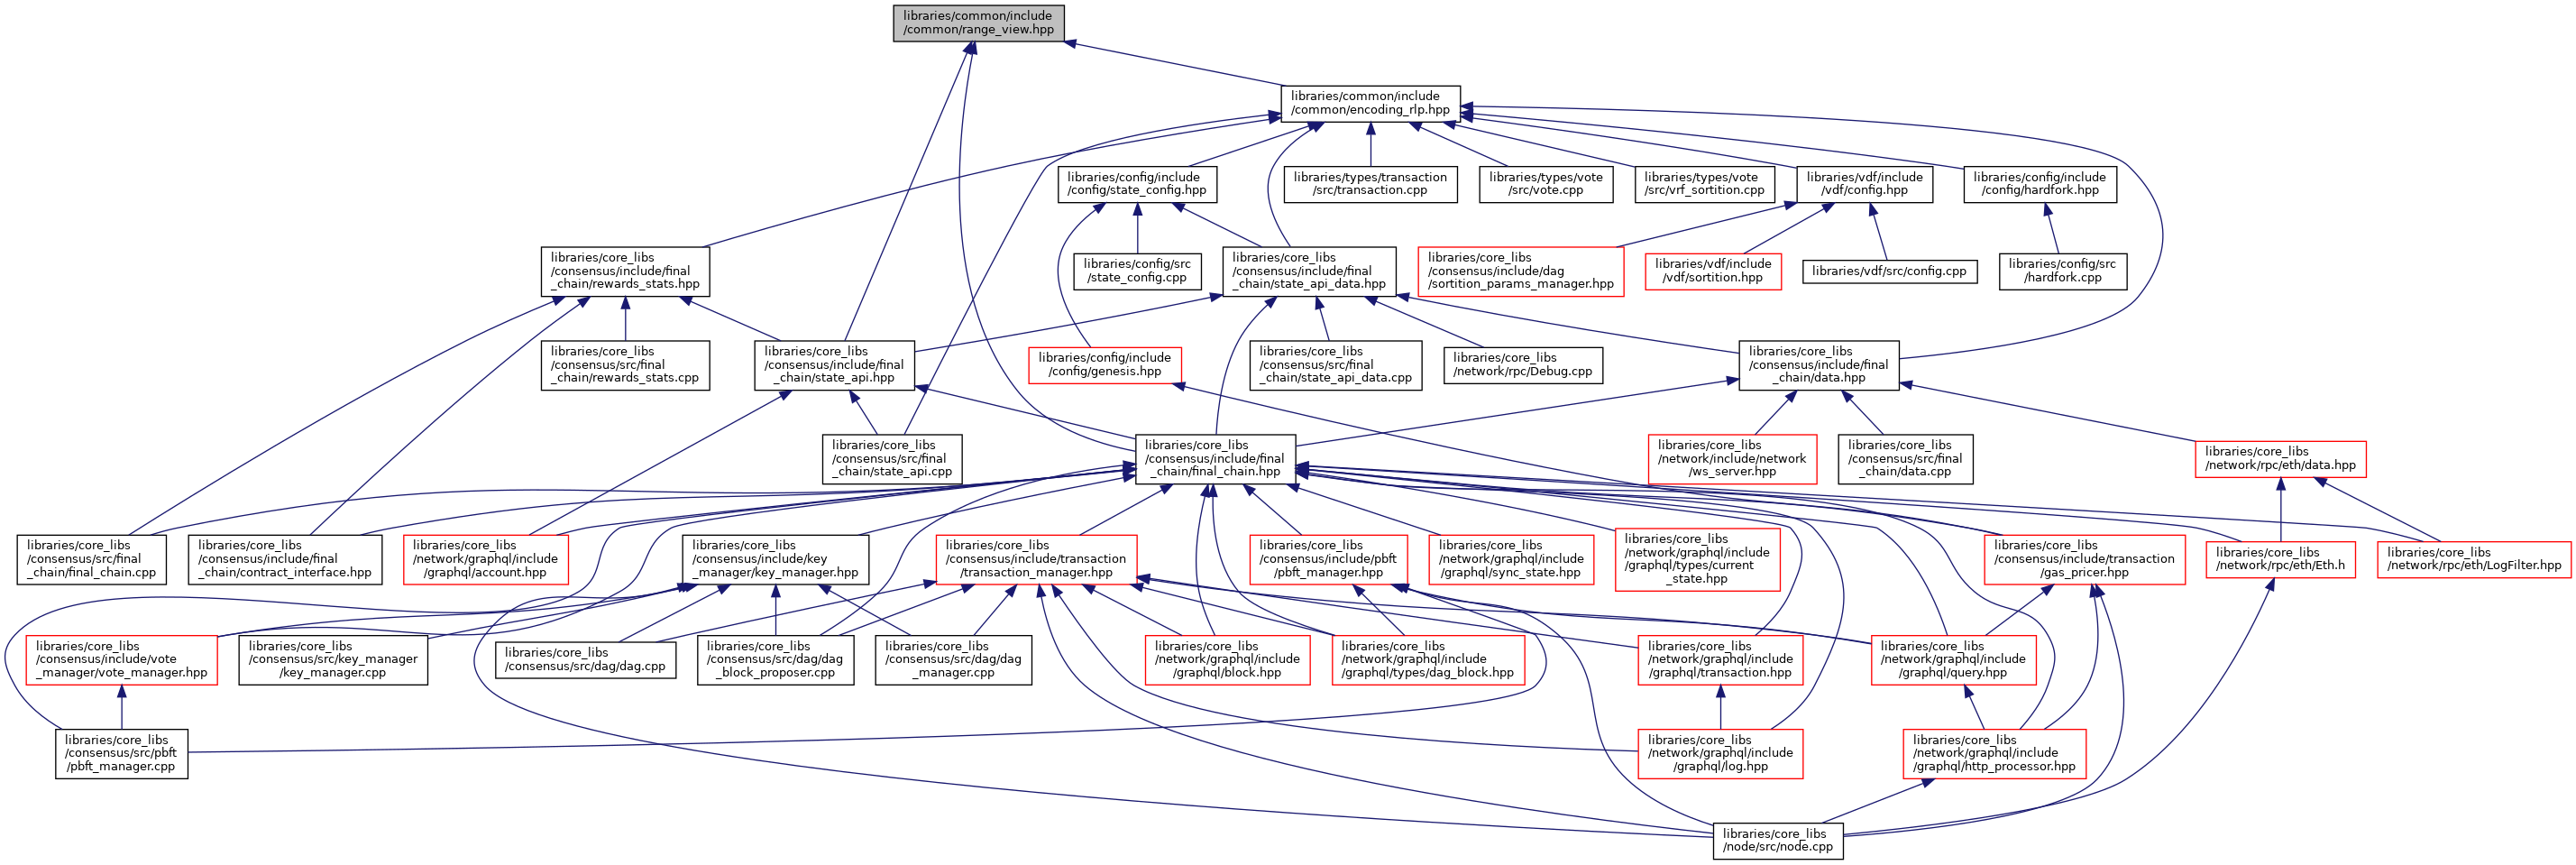 libraries/common/include
/common/range_view.hpp
libraries/common/include
/common/encoding_rlp.hpp
libraries/config/include
/config/state_config.hpp
libraries/types/transaction
/src/transaction.cpp
libraries/types/vote
/src/vote.cpp
libraries/types/vote
/src/vrf_sortition.cpp
libraries/vdf/include
/vdf/config.hpp
libraries/config/include
/config/hardfork.hpp
libraries/core_libs
/consensus/include/final
_chain/rewards_stats.hpp
libraries/config/src
/state_config.cpp
libraries/core_libs
/consensus/include/final
_chain/state_api_data.hpp
libraries/core_libs
/consensus/include/dag
/sortition_params_manager.hpp
libraries/vdf/include
/vdf/sortition.hpp
libraries/vdf/src/config.cpp
libraries/config/src
/hardfork.cpp
libraries/core_libs
/consensus/src/final
_chain/rewards_stats.cpp
libraries/core_libs
/consensus/include/final
_chain/state_api.hpp
libraries/config/include
/config/genesis.hpp
libraries/core_libs
/consensus/src/final
_chain/state_api_data.cpp
libraries/core_libs
/network/rpc/Debug.cpp
libraries/core_libs
/consensus/include/final
_chain/data.hpp
libraries/core_libs
/consensus/src/final
_chain/state_api.cpp
libraries/core_libs
/consensus/include/final
_chain/final_chain.hpp
libraries/core_libs
/network/include/network
/ws_server.hpp
libraries/core_libs
/consensus/src/final
_chain/data.cpp
libraries/core_libs
/network/rpc/eth/data.hpp
libraries/core_libs
/consensus/src/final
_chain/final_chain.cpp
libraries/core_libs
/consensus/include/final
_chain/contract_interface.hpp
libraries/core_libs
/network/graphql/include
/graphql/account.hpp
libraries/core_libs
/consensus/include/key
_manager/key_manager.hpp
libraries/core_libs
/consensus/include/transaction
/transaction_manager.hpp
libraries/core_libs
/consensus/include/pbft
/pbft_manager.hpp
libraries/core_libs
/network/graphql/include
/graphql/sync_state.hpp
libraries/core_libs
/network/graphql/include
/graphql/types/current
_state.hpp
libraries/core_libs
/consensus/include/transaction
/gas_pricer.hpp
libraries/core_libs
/network/rpc/eth/Eth.h
libraries/core_libs
/network/rpc/eth/LogFilter.hpp
libraries/core_libs
/consensus/include/vote
_manager/vote_manager.hpp
libraries/core_libs
/consensus/src/key_manager
/key_manager.cpp
libraries/core_libs
/consensus/src/dag/dag.cpp
libraries/core_libs
/consensus/src/dag/dag
_block_proposer.cpp
libraries/core_libs
/consensus/src/dag/dag
_manager.cpp
libraries/core_libs
/network/graphql/include
/graphql/block.hpp
libraries/core_libs
/network/graphql/include
/graphql/types/dag_block.hpp
libraries/core_libs
/network/graphql/include
/graphql/transaction.hpp
libraries/core_libs
/network/graphql/include
/graphql/query.hpp
libraries/core_libs
/consensus/src/pbft
/pbft_manager.cpp
libraries/core_libs
/network/graphql/include
/graphql/log.hpp
libraries/core_libs
/network/graphql/include
/graphql/http_processor.hpp
libraries/core_libs
/node/src/node.cpp